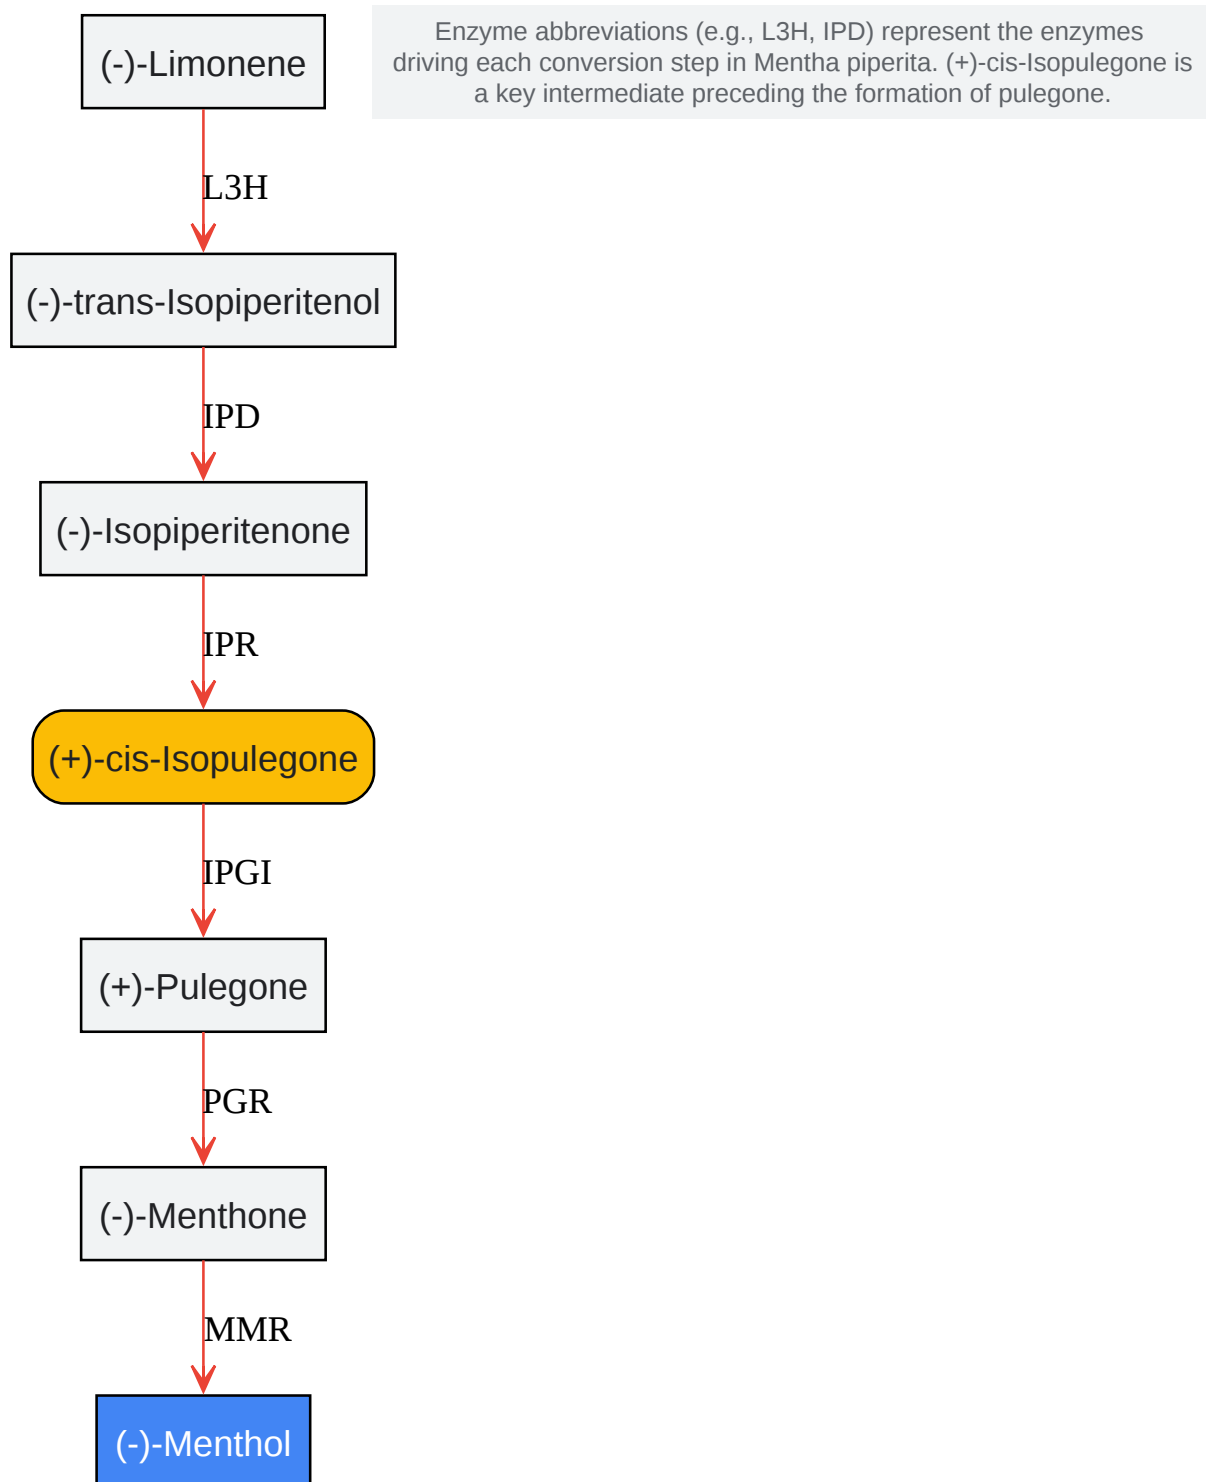 (-)-Limonene
Enzyme abbreviations (e.g., L3H, IPD) represent the enzymes
driving each conversion step in Mentha piperita. (+)-cis-Isopulegone is
a key intermediate preceding the formation of pulegone.
L3H
(-)-trans-Isopiperitenol
IPD
(-)-Isopiperitenone
IPR
(+)-cis-Isopulegone
IPGI
(+)-Pulegone
PGR
(-)-Menthone
MMR
(-)-Menthol